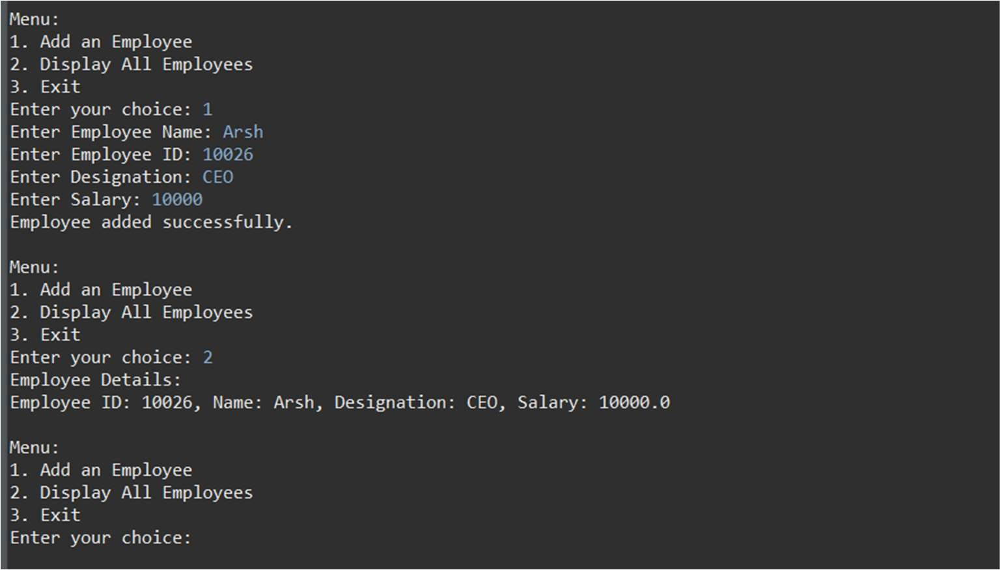 Menu:
1. Add an Employee
2. Display All Employees
3. Exit
Enter your choice: 1
Enter Employee Name: Arsh
Enter Employee ID: 10026
Enter Designation: CEO
Enter Salary: 10000
Employee added successfully.
Menu:
1. Add an Employee
2. Display All Employees
3. Exit
Enter your choice: 2
Employee Details:
Employee ID: 10026, Name: Arsh, Designation: CEO, Salary: 10000.0
Menu:
1. Add an Employee
2. Display All Employees
3. Exit
Enter your choice: